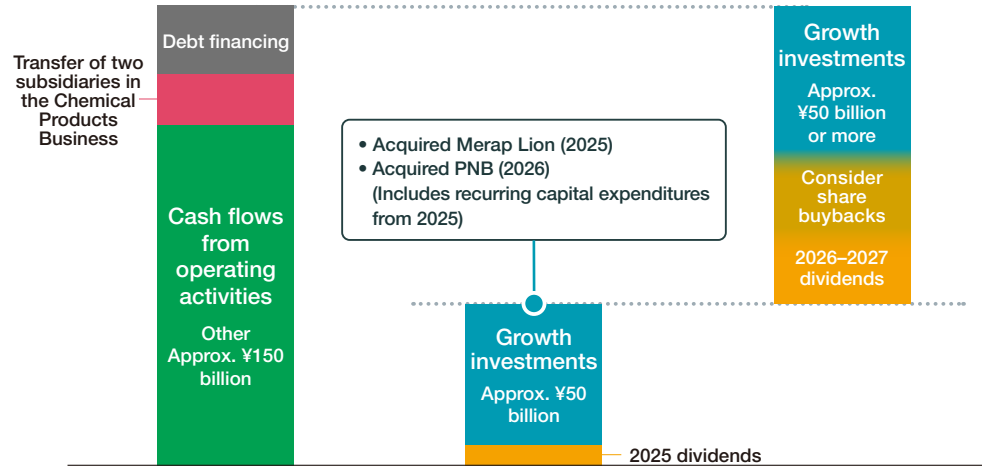 Debt financing
Transfer of two
subsidiaries in
the Chemical
Products
Business
Cash flows
from
operating
activities
Other
Approx. ¥150
billion
• Acquired Merap Lion (2025)
• Acquired PNB (2026)
(Includes recurring capital expenditures
from 2025)
Growth
investments
Approx. ¥50
billion
2025 dividends
Growth
investments
Approx.
¥50 billion
or more
Consider
share
buybacks
2026–2027
dividends